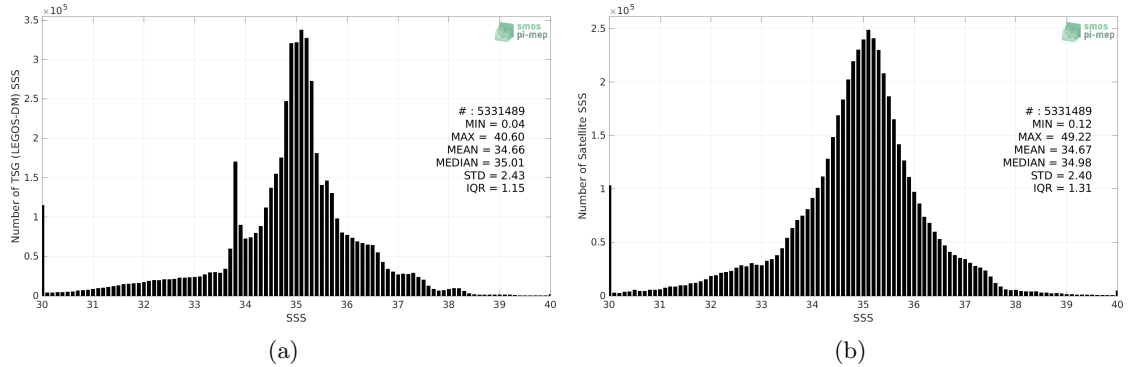 ×10⁵
3.5
3
2.5
2
1.5
1
0.5
0
30 31 32 33 34 35 36 37 38 39 40
SSS
Number of TSG (LEGOS-DM) SSS
smos
pi-mep
# : 5331489
MIN = 0.04
MAX = 40.60
MEAN = 34.66
MEDIAN = 35.01
STD = 2.43
IQR = 1.15
(a)
×10⁵
2.5
2
1.5
1
0.5
0
30 31 32 33 34 35 36 37 38 39 40
SSS
Number of Satellite SSS
smos
pi-mep
# : 5331489
MIN = 0.12
MAX = 49.22
MEAN = 34.67
MEDIAN = 34.98
STD = 2.40
IQR = 1.31
(b)